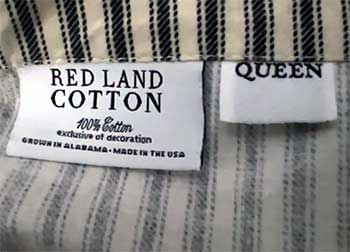 RED LAND
COTTON
100% Cotton
exclusive of decoration
GROWN IN ALABAMA • MADE IN THE USA
QUEEN